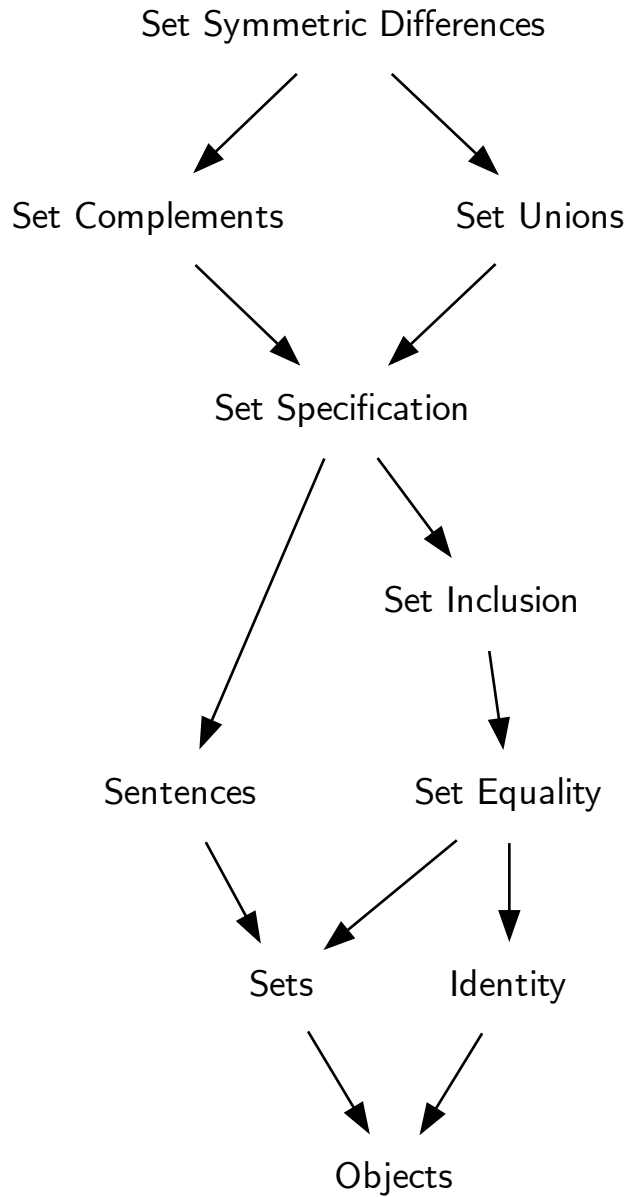 Set Symmetric Differences
Set Complements
Set Unions
Set Specification
Set Inclusion
Sentences
Set Equality
Sets
Identity
Objects